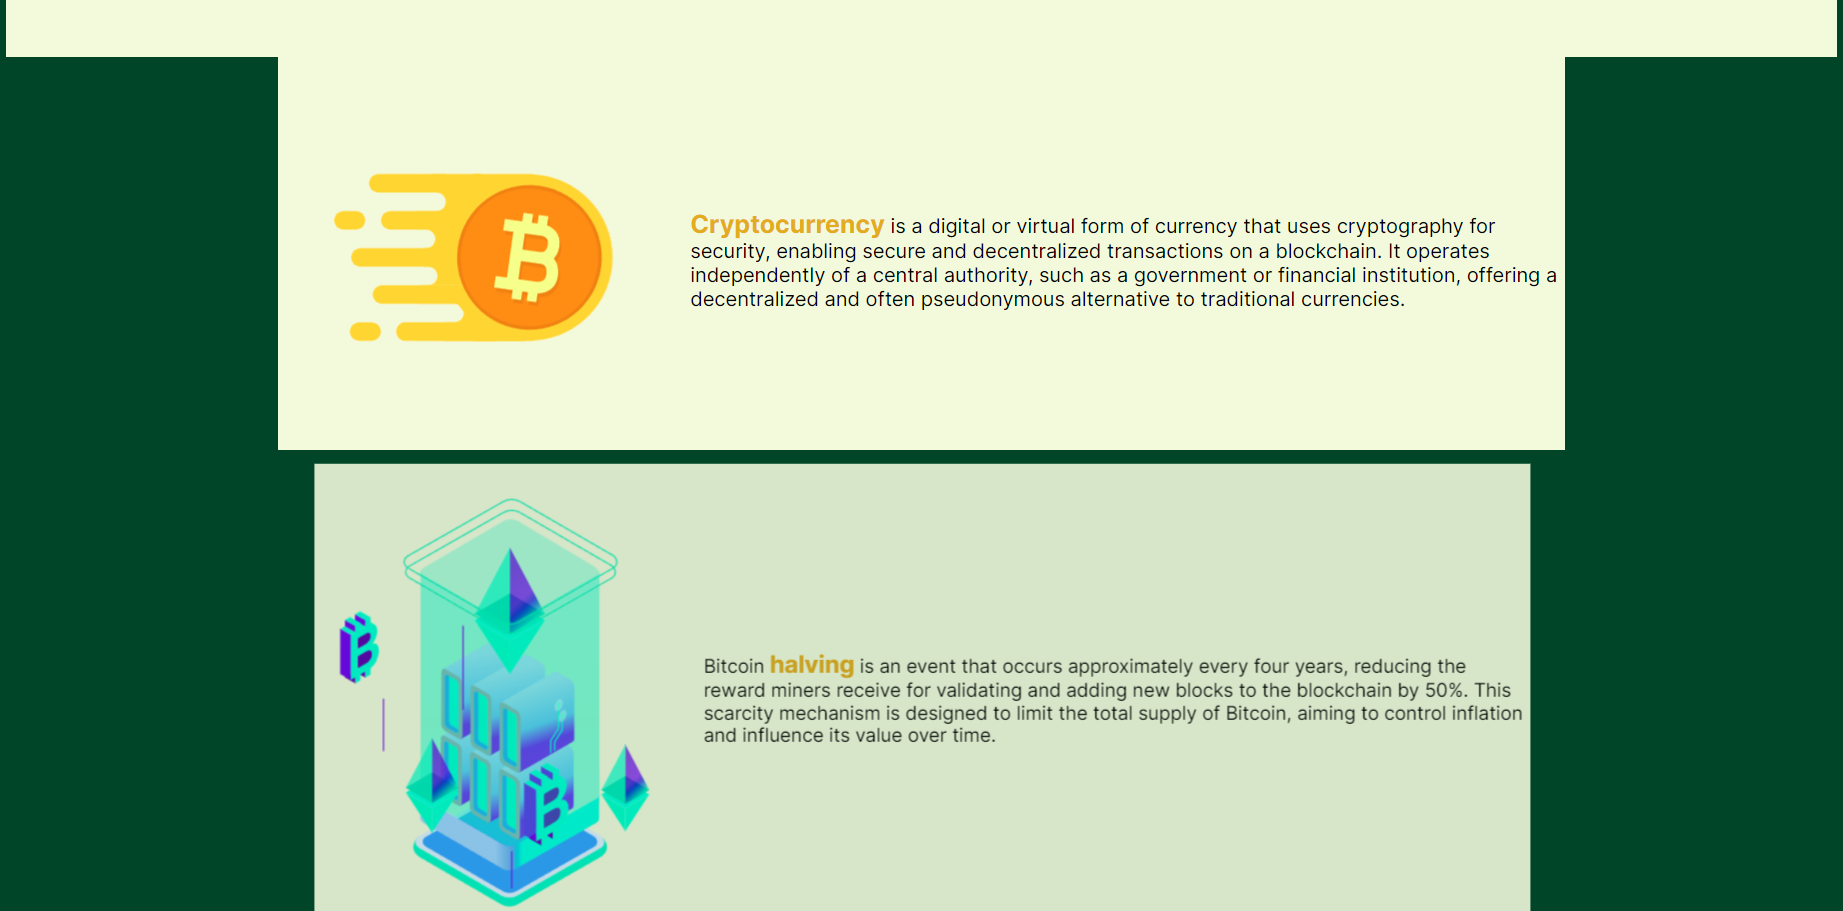 Cryptocurrency is a digital or virtual form of currency that uses cryptography for
security, enabling secure and decentralized transactions on a blockchain. It operates
independently of a central authority, such as a government or financial institution, offering a
decentralized and often pseudonymous alternative to traditional currencies.
Bitcoin halving is an event that occurs approximately every four years, reducing the
reward miners receive for validating and adding new blocks to the blockchain by 50%. This
scarcity mechanism is designed to limit the total supply of Bitcoin, aiming to control inflation
and influence its value over time.